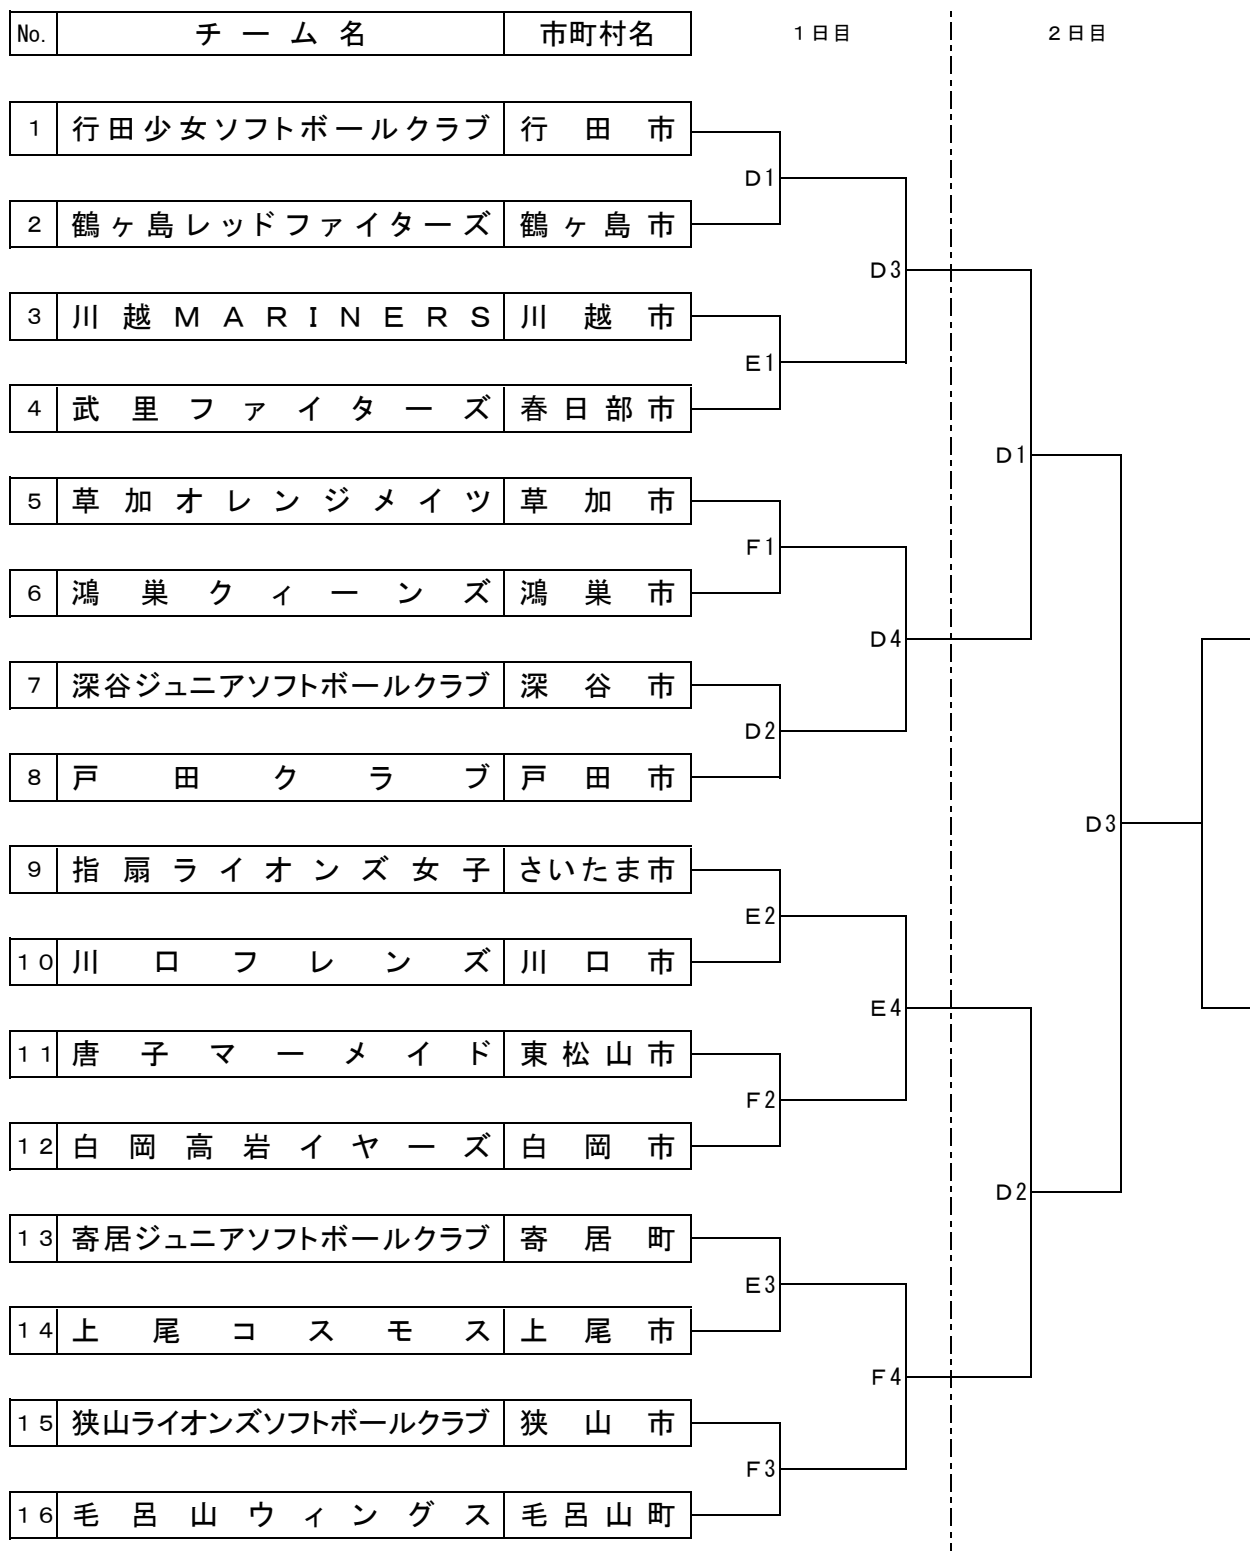 No. チーム名 市町村名 1日目 2日目
1 行田少女ソフトボールクラブ 行田市
D1
2 鶴ヶ島レッドファイターズ 鶴ヶ島市
D3
3 川越MARINERS 川越市
E1
4 武里ファイターズ 春日部市
D1
5 草加オレンジメイツ 草加市
F1
6 鴻巣クィーンズ 鴻巣市
D4
7 深谷ジュニアソフトボールクラブ 深谷市
D2
8 戸田クラブ 戸田市
D3
9 指扇ライオンズ女子 さいたま市
E2
10 川口フレンズ 川口市
E4
11 唐子マーメイド 東松山市
F2
12 白岡高岩イヤーズ 白岡市
D2
13 寄居ジュニアソフトボールクラブ 寄居町
E3
14 上尾コスモス 上尾市
F4
15 狭山ライオンズソフトボールクラブ 狭山市
F3
16 毛呂山ウィングス 毛呂山町